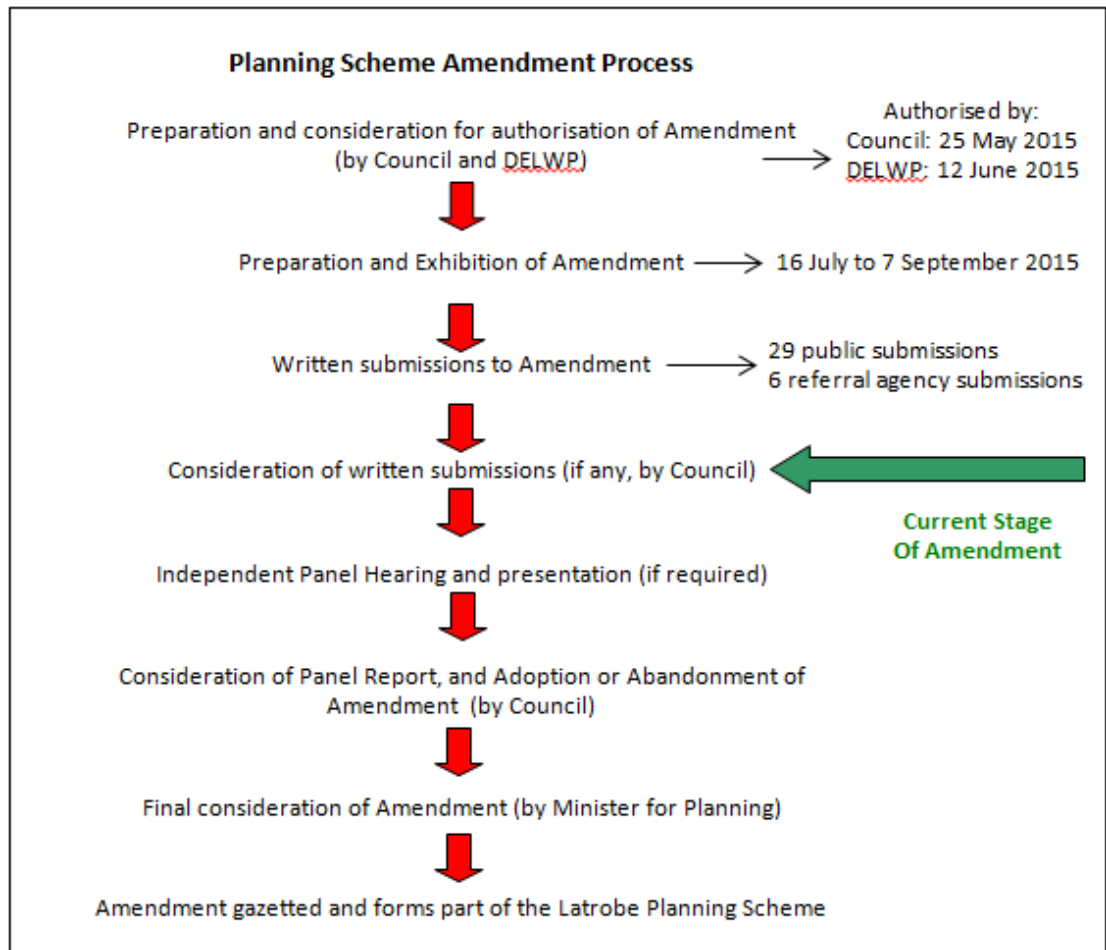 Planning Scheme Amendment Process
Preparation and consideration for authorisation of Amendment
(by Council and DELWP)
Authorised by:
Council: 25 May 2015
DELWP: 12 June 2015
Preparation and Exhibition of Amendment
16 July to 7 September 2015
Written submissions to Amendment
29 public submissions
6 referral agency submissions
Consideration of written submissions (if any, by Council)
Current Stage
Of Amendment
Independent Panel Hearing and presentation (if required)
Consideration of Panel Report, and Adoption or Abandonment of
Amendment (by Council)
Final consideration of Amendment (by Minister for Planning)
Amendment gazetted and forms part of the Latrobe Planning Scheme